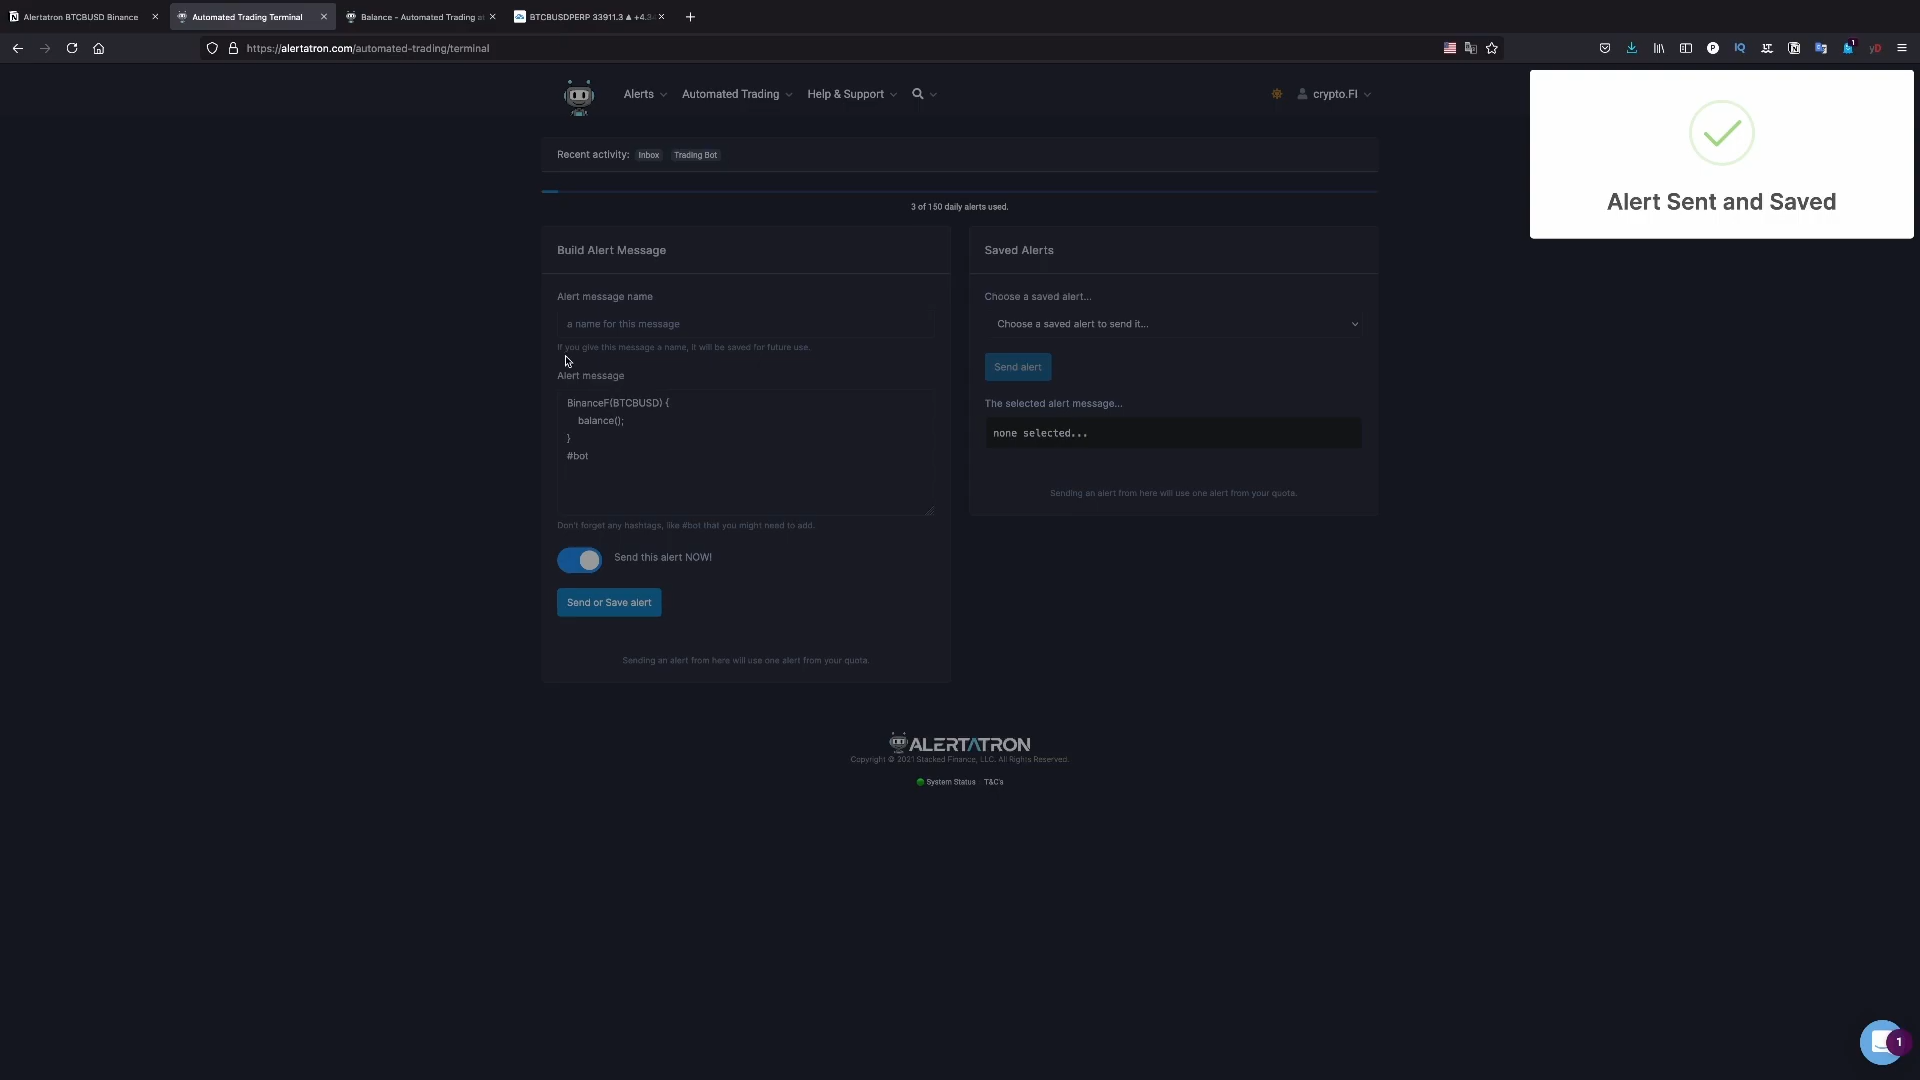 Alertatron BTCBUSD Binance
Automated Trading Terminal
Balance - Automated Trading a
BTCBUSDPERP 33911.3 ▲ +4.3
https://alertatron.com/automated-trading/terminal
Alerts
Automated Trading
Help & Support
crypto.FI
Alert Sent and Saved
Recent activity: Inbox Trading Bot
3 of 150 daily alerts used.
Build Alert Message
Alert message name
a name for this message
If you give this message a name, it will be saved for future use.
Alert message
BinanceF(BTCBUSD) {
balance();
}
#bot
Don't forget any hashtags, like #bot that you might need to add.
Send this alert NOW!
Send or Save alert
Sending an alert from here will use one alert from your quota.
Saved Alerts
Choose a saved alert...
Choose a saved alert to send it...
Send alert
The selected alert message...
none selected...
Sending an alert from here will use one alert from your quota.
ALERTATRON
Copyright © 2021 Stacked Finance, LLC. All Rights Reserved.
System Status T&C's
1